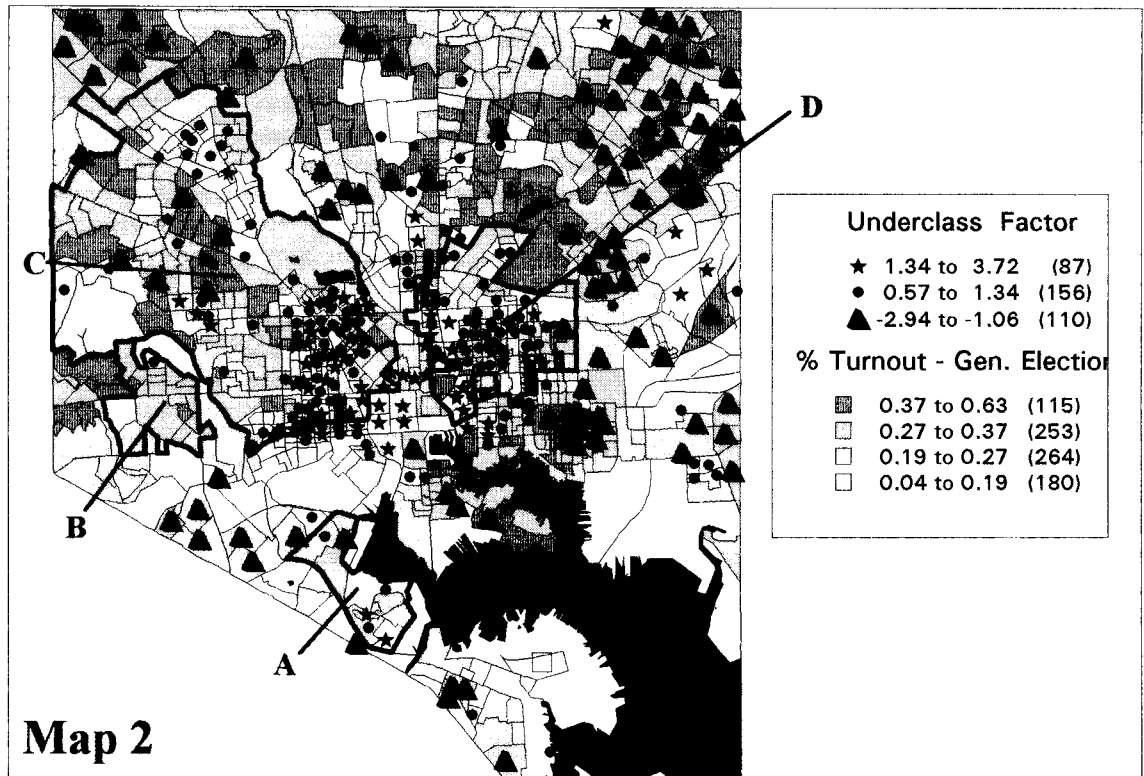 D
Underclass Factor
★ 1.34 to 3.72 (87)
● 0.57 to 1.34 (156)
▲ -2.94 to -1.06 (110)
% Turnout - Gen. Election
0.37 to 0.63 (115)
0.27 to 0.37 (253)
0.19 to 0.27 (264)
0.04 to 0.19 (180)
C
B
A
Map 2